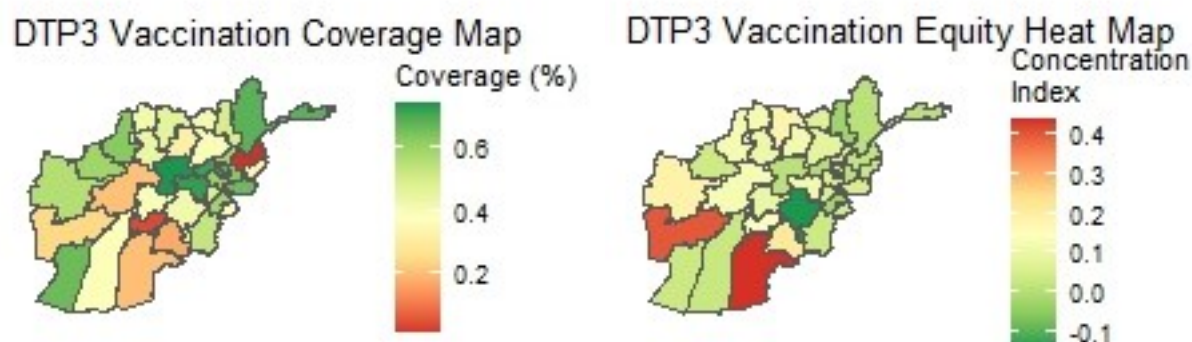 DTP3 Vaccination Coverage Map
Coverage (%)
0.6
0.4
0.2
DTP3 Vaccination Equity Heat Map
Concentration
Index
0.4
0.3
0.2
0.1
0.0
-0.1